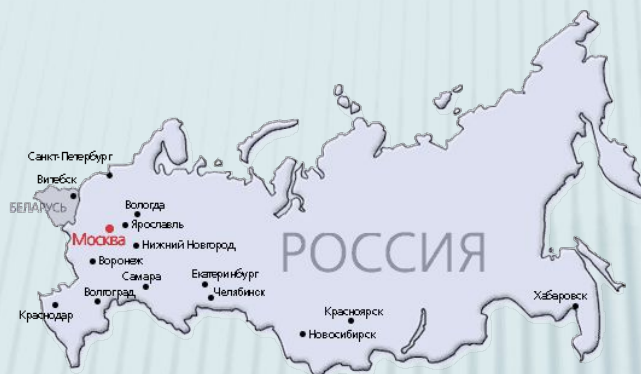 Санкт-Петербург
Витебск
БЕЛАРУСЬ
Вологда
Ярославль
Москва
Нижний Новгород
РОССИЯ
Воронеж
Самара
Екатеринбург
Волгоград
Челябинск
Хабаровск
Краснодар
Красноярск
Новосибирск